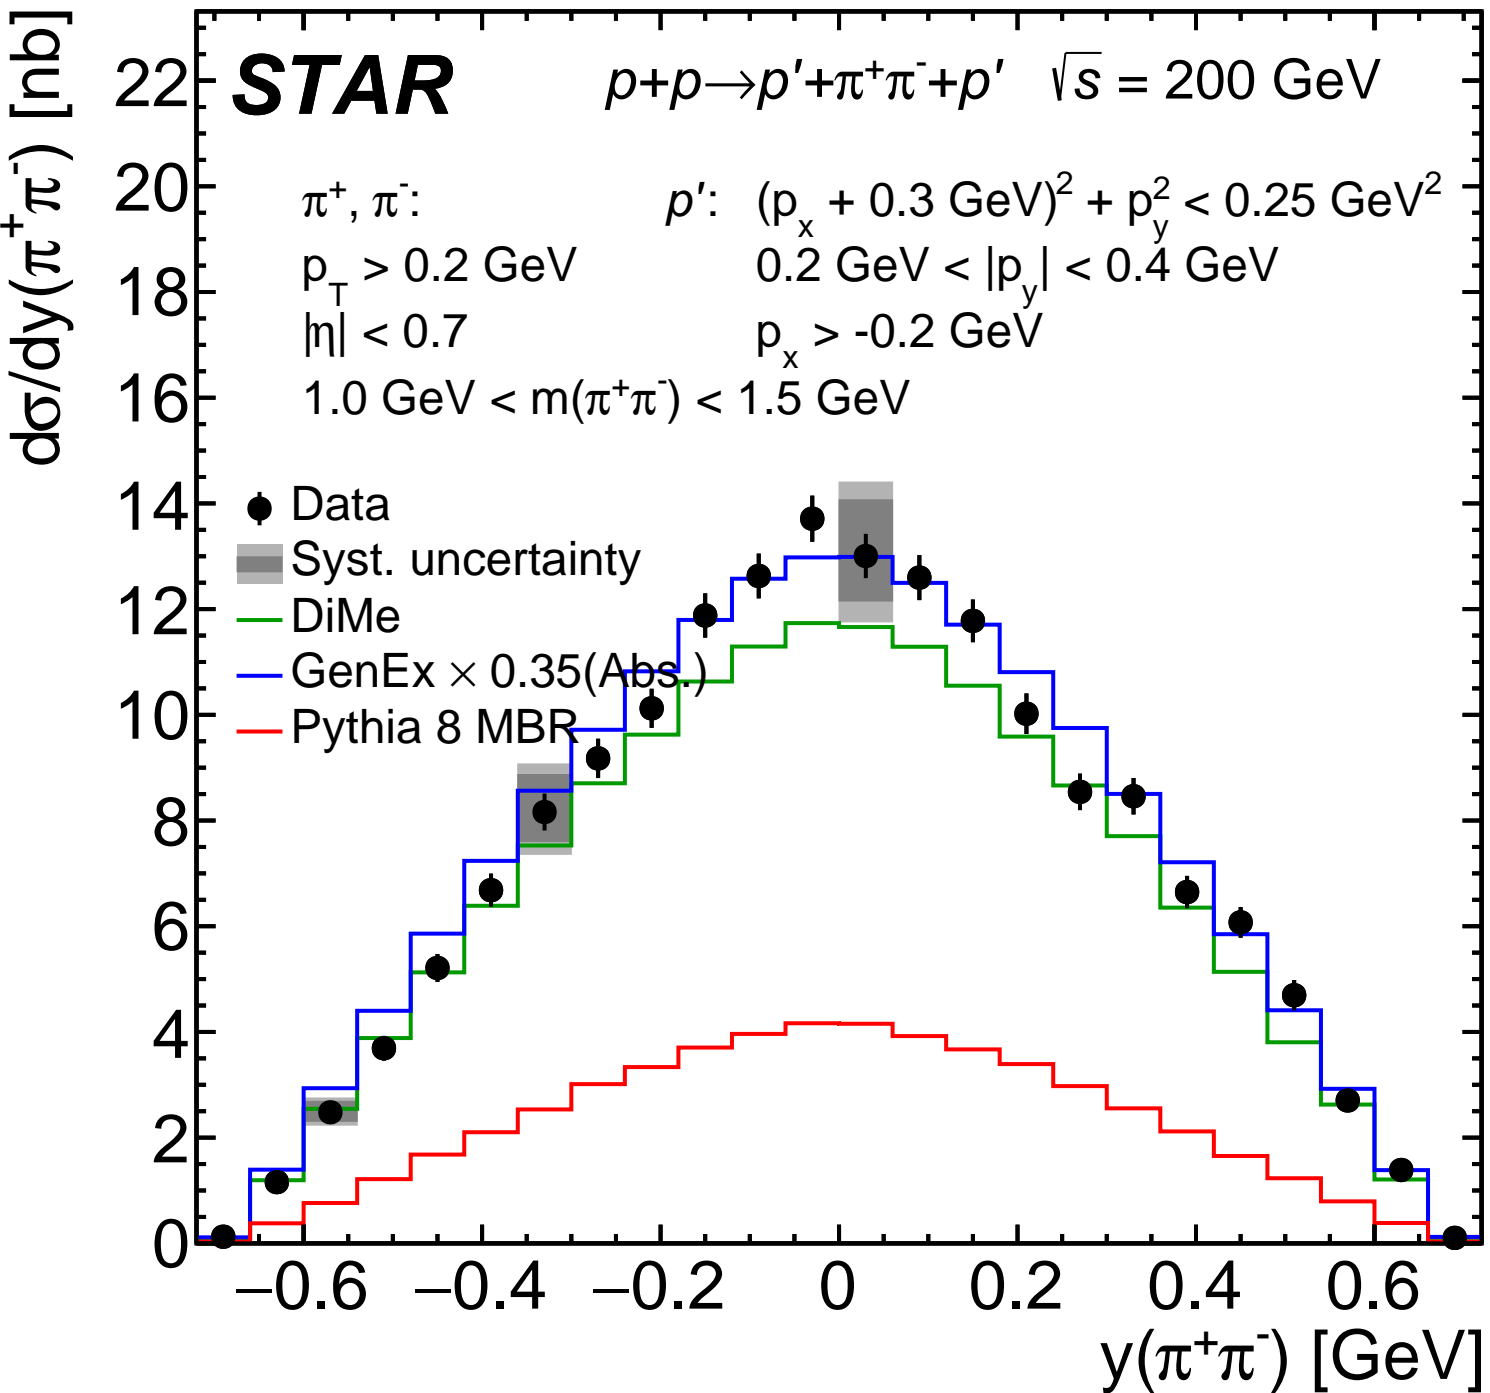 dσ/dy(π⁺π⁻) [nb]
STAR p+p→p′+π⁺π⁻+p′ √s = 200 GeV
π⁺, π⁻: p′: (pₓ + 0.3 GeV)² + p_y² < 0.25 GeV²
p_T > 0.2 GeV 0.2 GeV < |p_y| < 0.4 GeV
|η| < 0.7 pₓ > -0.2 GeV
1.0 GeV < m(π⁺π⁻) < 1.5 GeV
Data
Syst. uncertainty
DiMe
GenEx × 0.35(Abs.)
Pythia 8 MBR
22
20
18
16
14
12
10
8
6
4
2
0
−0.6 −0.4 −0.2 0 0.2 0.4 0.6
y(π⁺π⁻) [GeV]